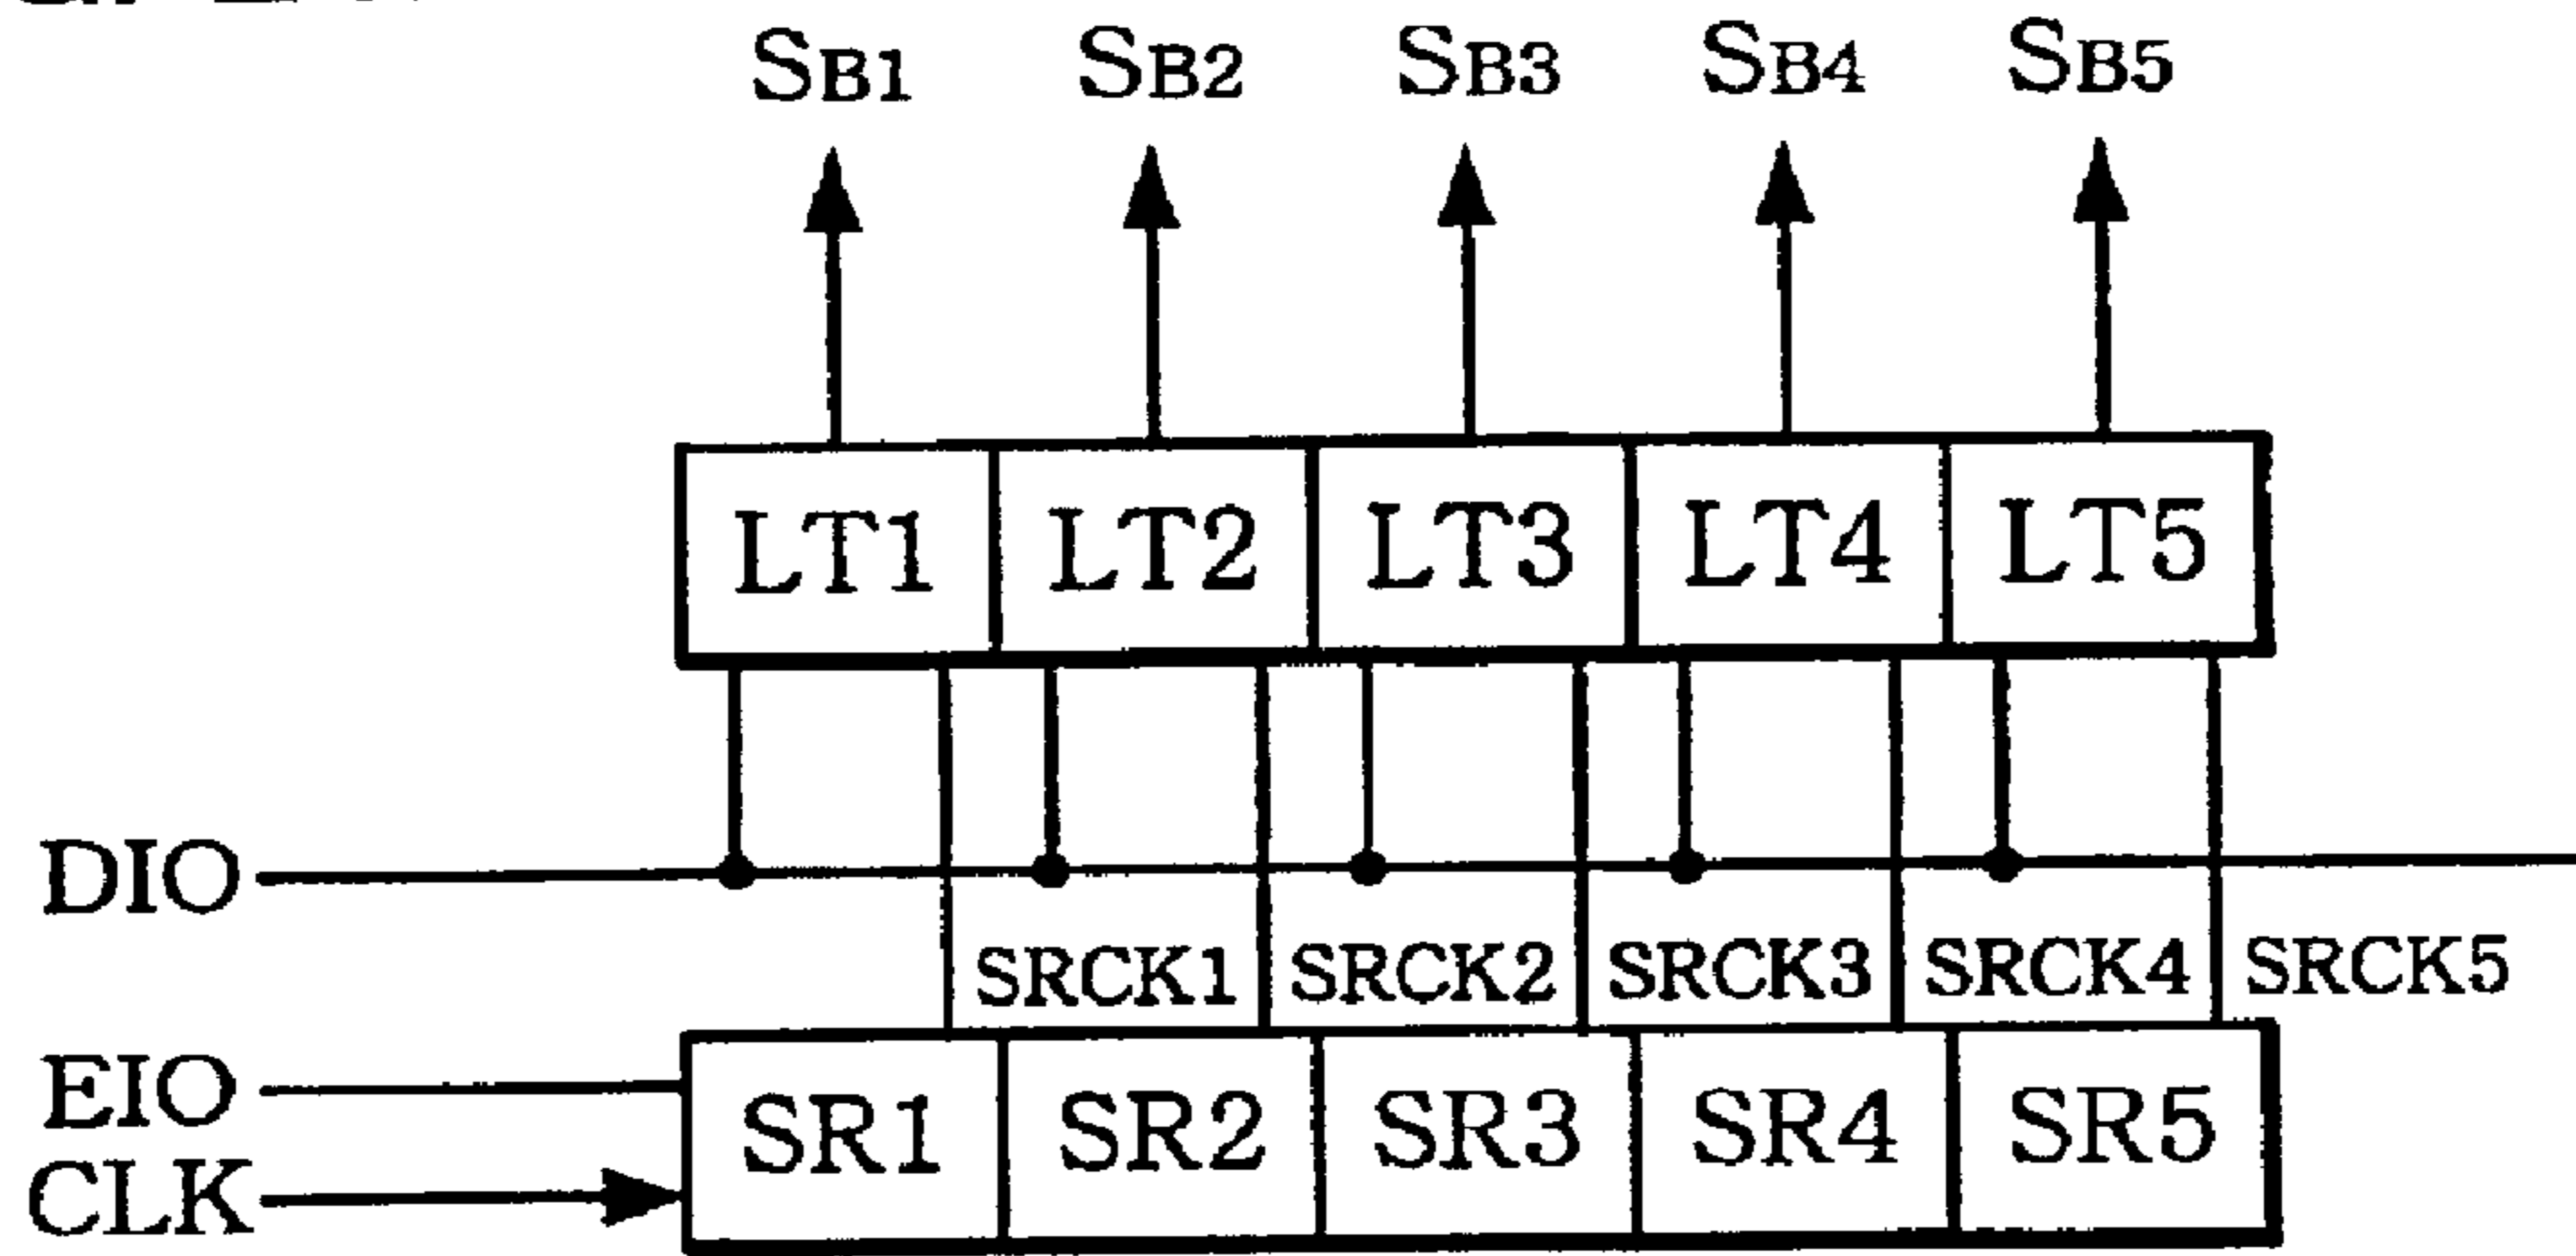 SB1 SB2 SB3 SB4 SB5
LT1 LT2 LT3 LT4 LT5
DIO
SRCK1 SRCK2 SRCK3 SRCK4 SRCK5
EIO
SR1 SR2 SR3 SR4 SR5
CLK